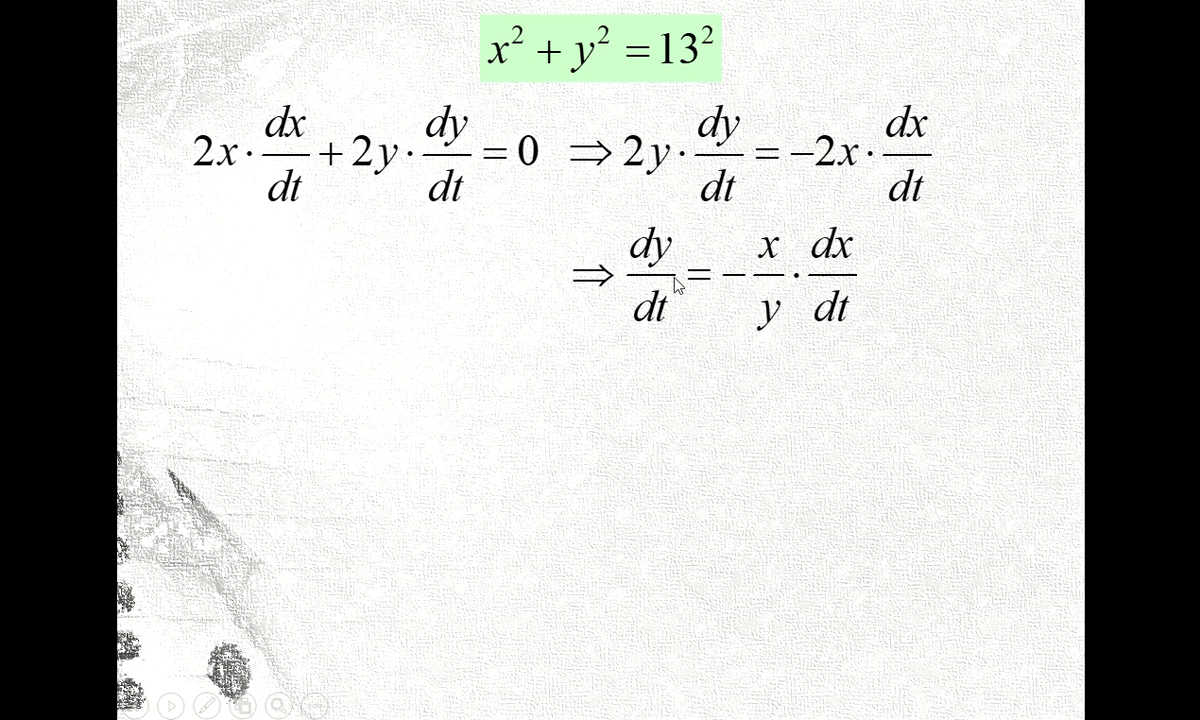 x² + y² = 13²
2x · dx/dt + 2y · dy/dt = 0 ⇒ 2y · dy/dt = −2x · dx/dt
⇒ dy/dt = − x/y · dx/dt